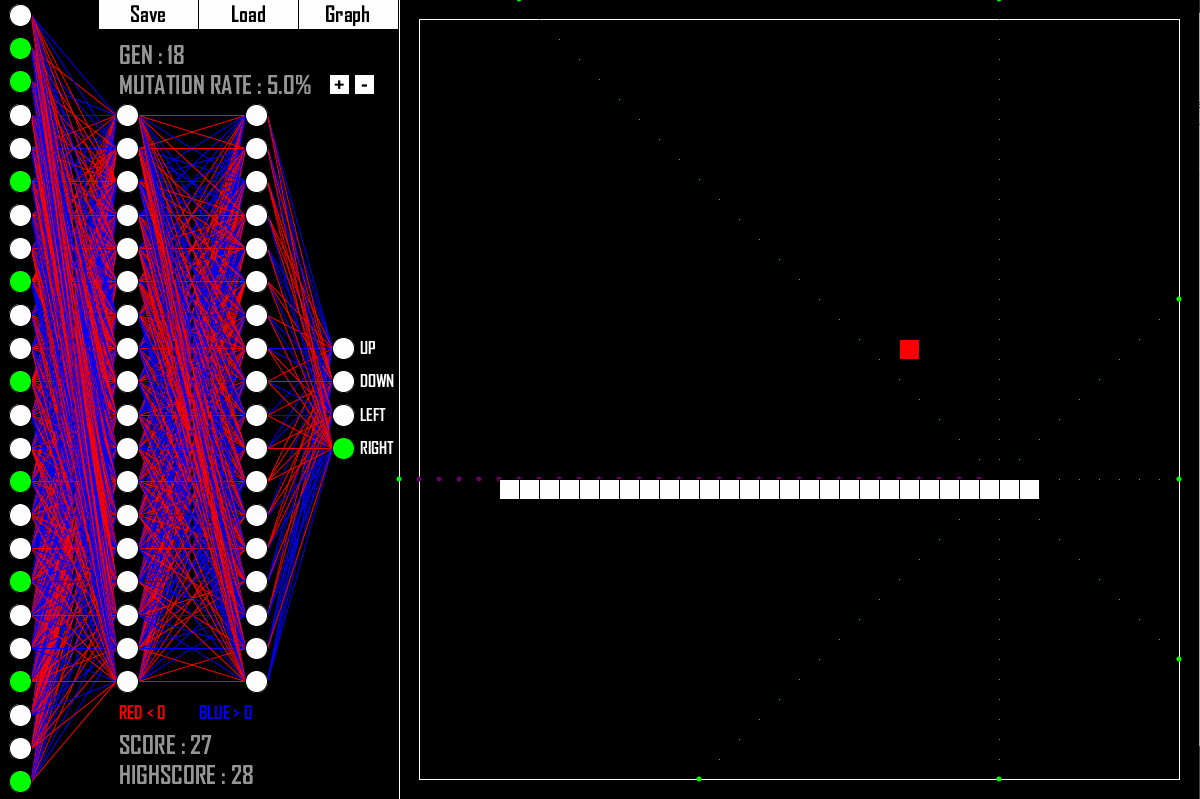 Save Load Graph
GEN : 18
MUTATION RATE : 5.0% + -
UP
DOWN
LEFT
RIGHT
RED < 0 BLUE > 0
SCORE : 27
HIGHSCORE : 28